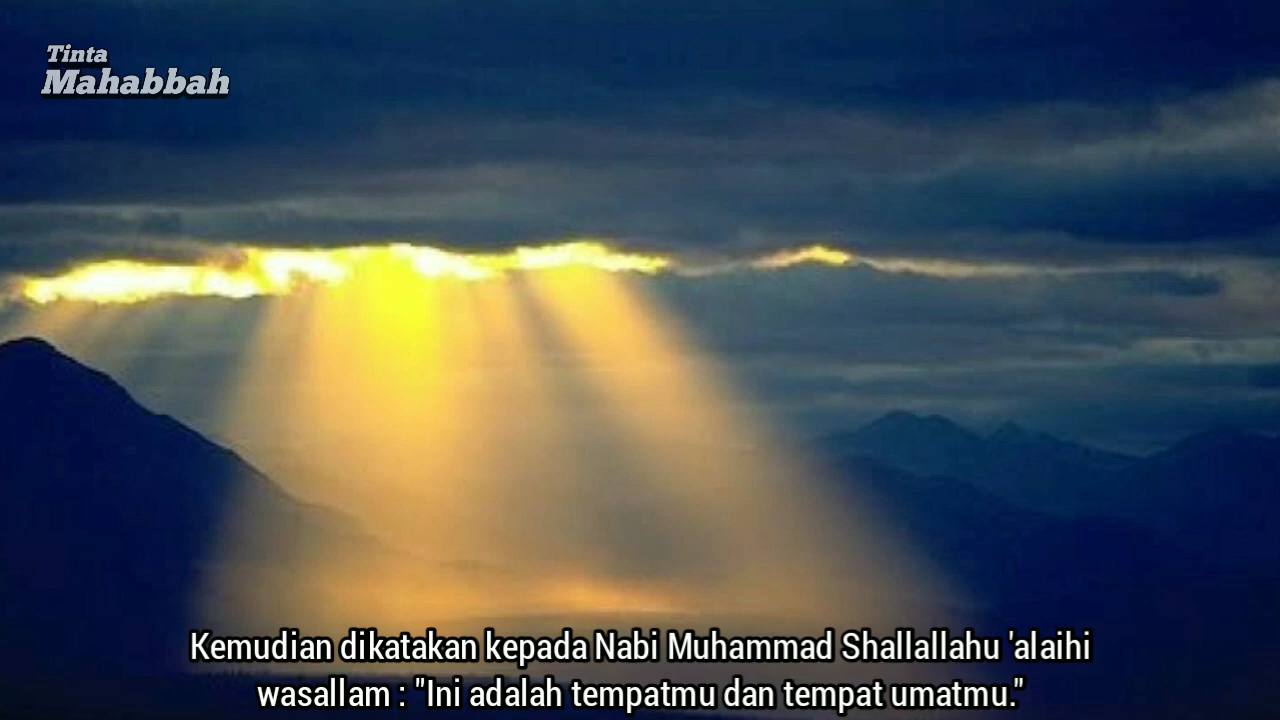 Tinta
Mahabbah
Kemudian dikatakan kepada Nabi Muhammad Shallallahu 'alaihi
wasallam : "Ini adalah tempatmu dan tempat umatmu."